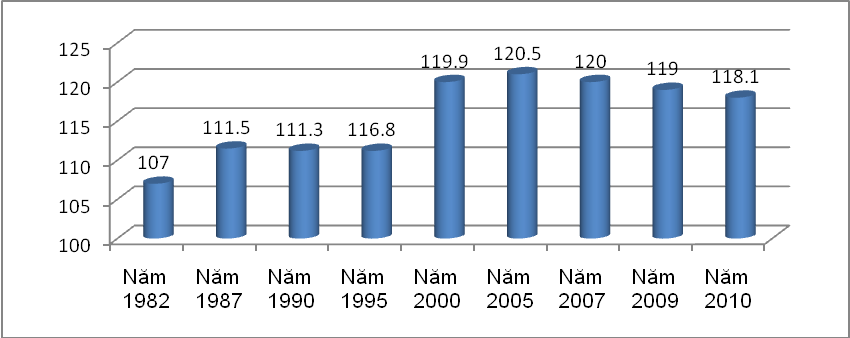 125
120
115
110
105
100
107
111.5
111.3
116.8
119.9
120.5
120
119
118.1
Năm 1982
Năm 1987
Năm 1990
Năm 1995
Năm 2000
Năm 2005
Năm 2007
Năm 2009
Năm 2010